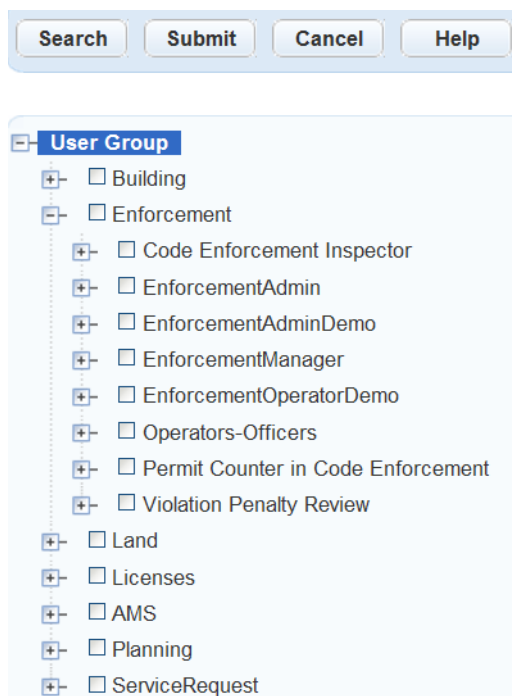 Search Submit Cancel Help
User Group
Building
Enforcement
Code Enforcement Inspector
EnforcementAdmin
EnforcementAdminDemo
EnforcementManager
EnforcementOperatorDemo
Operators-Officers
Permit Counter in Code Enforcement
Violation Penalty Review
Land
Licenses
AMS
Planning
ServiceRequest